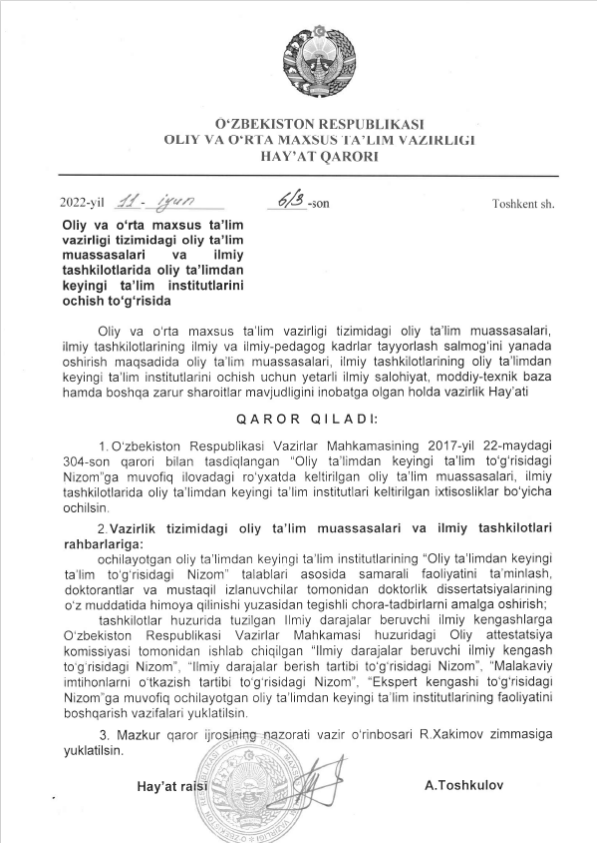 O‘ZBEKISTON RESPUBLIKASI
OLIY VA O‘RTA MAXSUS TA’LIM VAZIRLIGI
HAY’AT QARORI
2022-yil 11- iyun 6/3 -son Toshkent sh.
Oliy va o‘rta maxsus ta’lim
vazirligi tizimidagi oliy ta’lim
muassasalari va ilmiy
tashkilotlarida oliy ta’limdan
keyingi ta’lim institutlarini
ochish to‘g‘risida
Oliy va o‘rta maxsus ta’lim vazirligi tizimidagi oliy ta’lim muassasalari,
ilmiy tashkilotlarining ilmiy va ilmiy-pedagog kadrlar tayyorlash salmog‘ini yanada
oshirish maqsadida oliy ta’lim muassasalari, ilmiy tashkilotlarining oliy ta’limdan
keyingi ta’lim institutlarini ochish uchun yetarli ilmiy salohiyat, moddiy-texnik baza
hamda boshqa zarur sharoitlar mavjudligini inobatga olgan holda vazirlik Hay’ati
QAROR QILADI:
1. O‘zbekiston Respublikasi Vazirlar Mahkamasining 2017-yil 22-maydagi
304-son qarori bilan tasdiqlangan “Oliy ta’limdan keyingi ta’lim to‘g‘risidagi
Nizom”ga muvofiq ilovadagi ro‘yxatda keltirilgan oliy ta’lim muassasalari, ilmiy
tashkilotlarida oliy ta’limdan keyingi ta’lim institutlari keltirilgan ixtisosliklar bo‘yicha
ochilsin.
2. Vazirlik tizimidagi oliy ta’lim muassasalari va ilmiy tashkilotlari
rahbarlariga:
ochilayotgan oliy ta’limdan keyingi ta’lim institutlarining “Oliy ta’limdan keyingi
ta’lim to‘g‘risidagi Nizom” talablari asosida samarali faoliyatini ta’minlash,
doktorantlar va mustaqil izlanuvchilar tomonidan doktorlik dissertatsiyalarining
o‘z muddatida himoya qilinishi yuzasidan tegishli chora-tadbirlarni amalga oshirish;
tashkilotlar huzurida tuzilgan Ilmiy darajalar beruvchi ilmiy kengashlarga
O‘zbekiston Respublikasi Vazirlar Mahkamasi huzuridagi Oliy attestatsiya
komissiyasi tomonidan ishlab chiqilgan “Ilmiy darajalar beruvchi ilmiy kengash
to‘g‘risidagi Nizom”, “Ilmiy darajalar berish tartibi to‘g‘risidagi Nizom”, “Malakaviy
imtihonlarni o‘tkazish tartibi to‘g‘risidagi Nizom”, “Ekspert kengashi to‘g‘risidagi
Nizom”ga muvofiq ochilayotgan oliy ta’limdan keyingi ta’lim institutlarining faoliyatini
boshqarish vazifalari yuklatilsin.
3. Mazkur qaror ijrosining nazorati vazir o‘rinbosari R.Xakimov zimmasiga
yuklatilsin.
Hay’at raisi A.Toshkulov